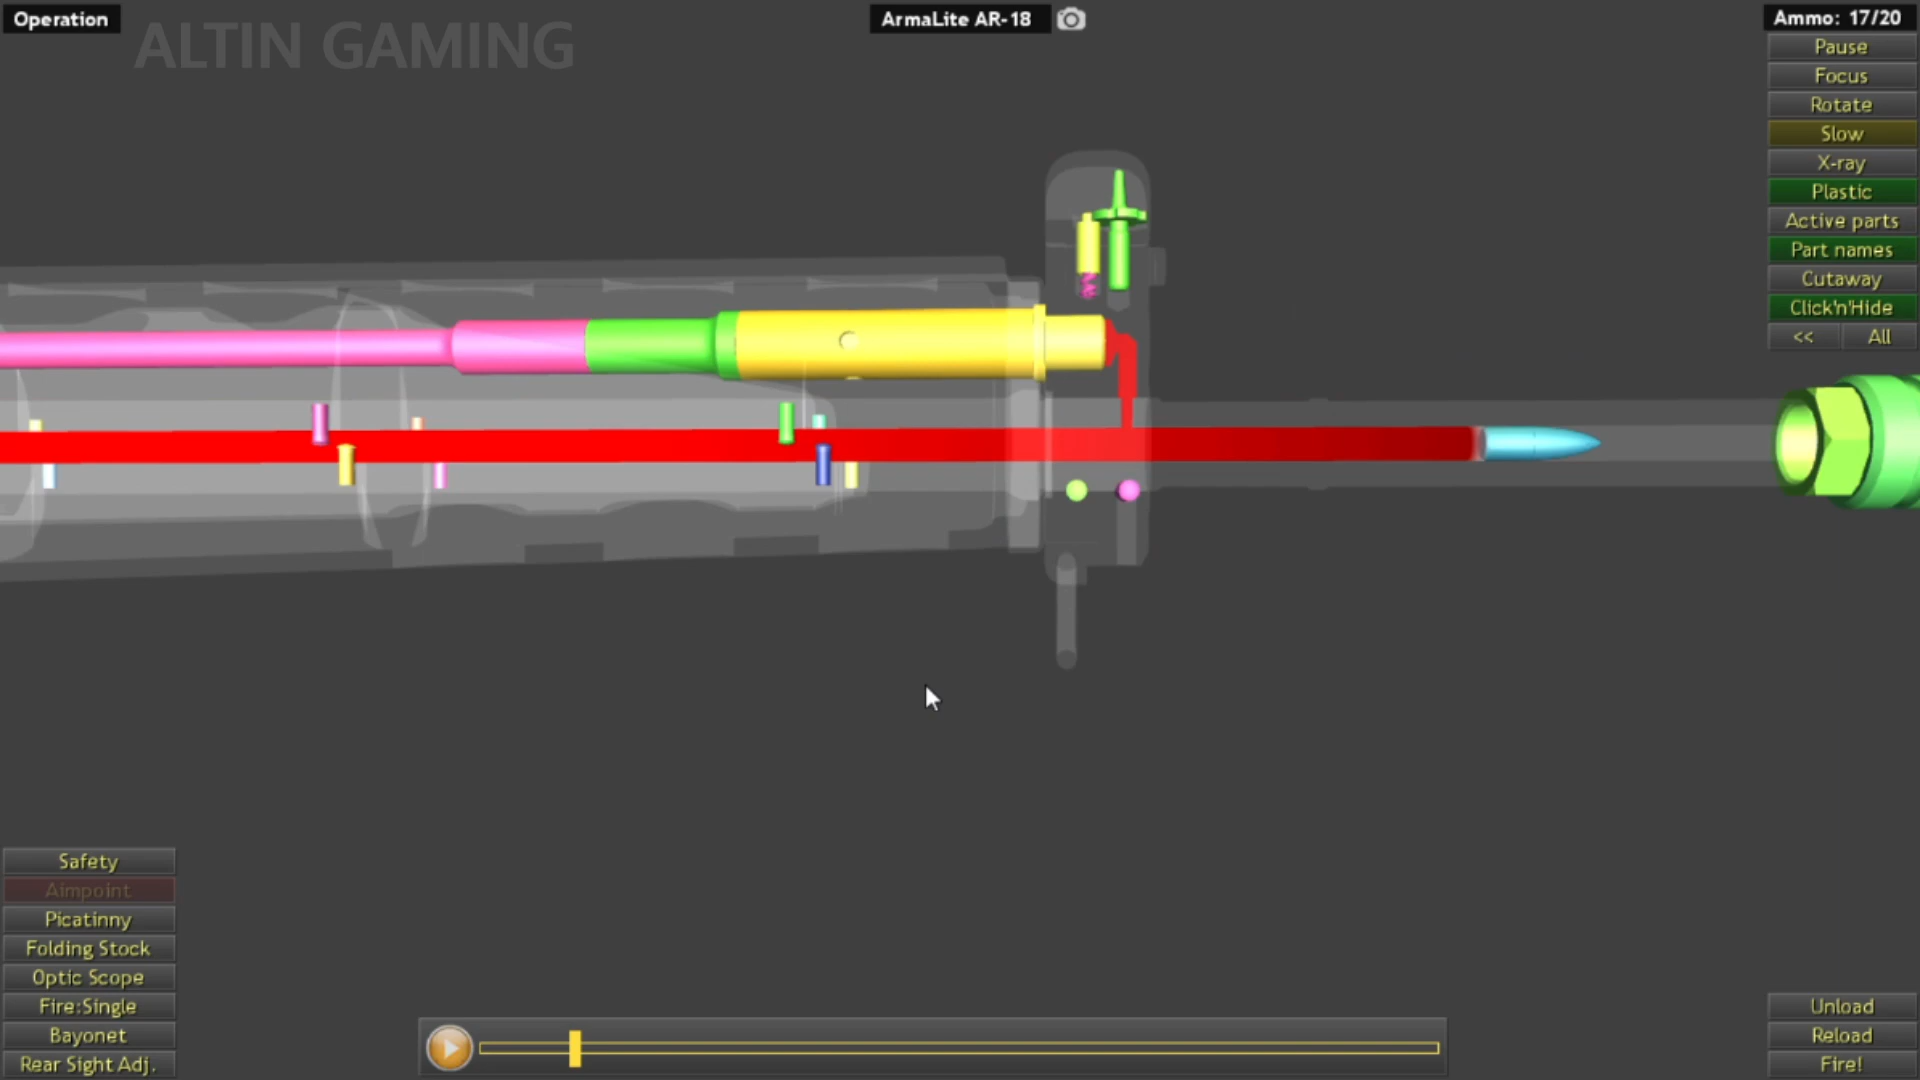 Operation
ALTIN GAMING
ArmaLite AR-18
Ammo: 17/20
Pause
Focus
Rotate
Slow
X-ray
Plastic
Active parts
Part names
Cutaway
Click'n'Hide
<< All
Safety
Aimpoint
Picatinny
Folding Stock
Optic Scope
Fire:Single
Bayonet
Rear Sight Adj.
Unload
Reload
Fire!